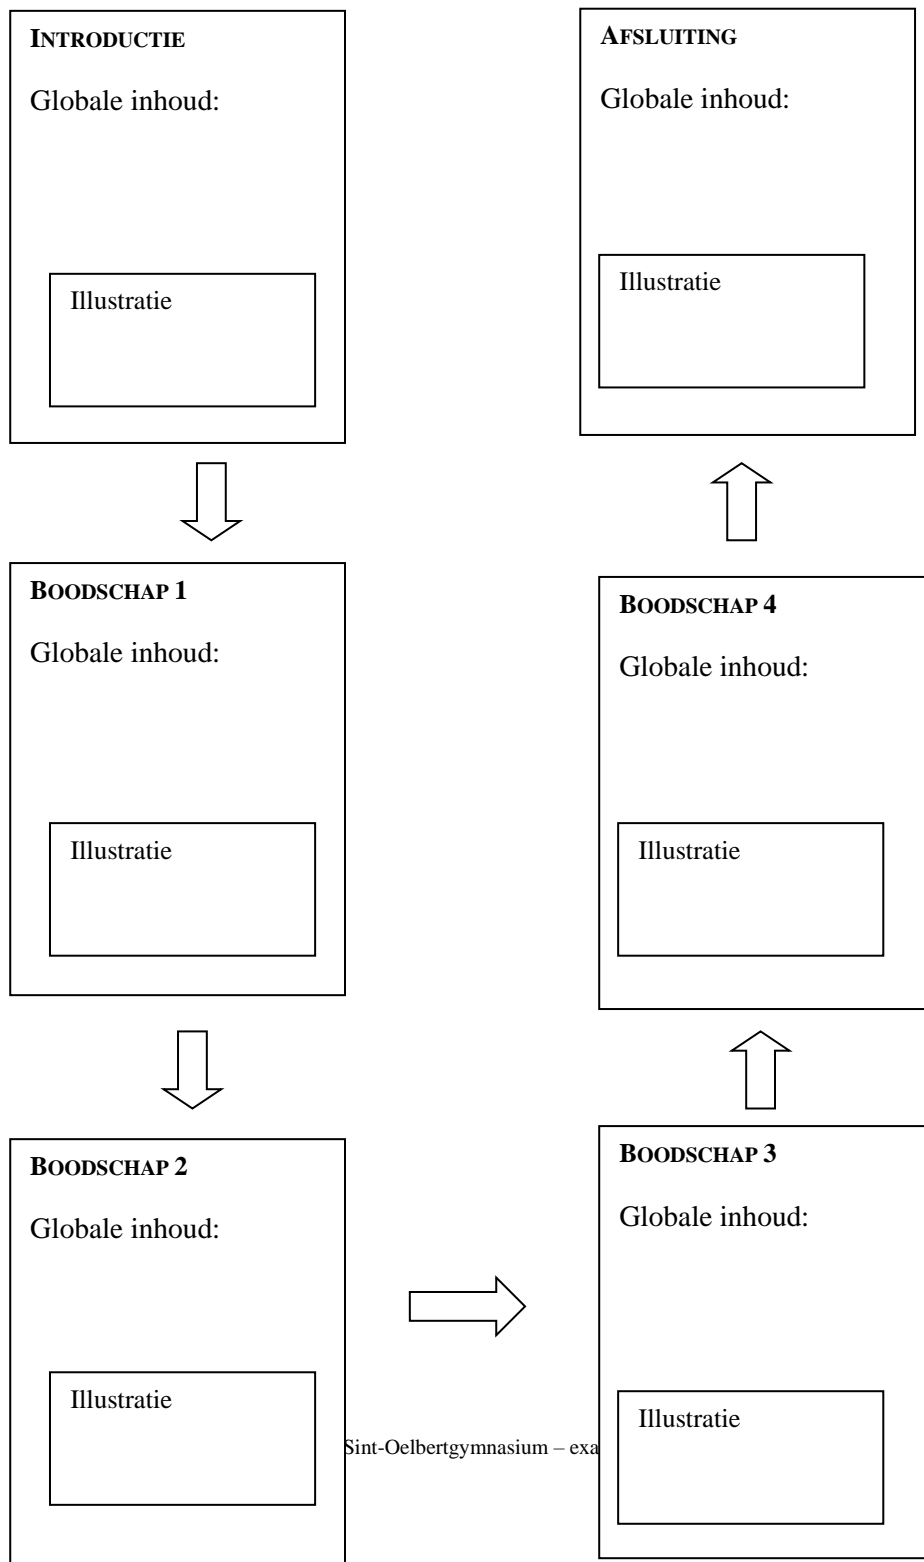 INTRODUCTIE
Globale inhoud:
Illustratie
BOODSCHAP 1
Globale inhoud:
Illustratie
BOODSCHAP 2
Globale inhoud:
Illustratie
BOODSCHAP 3
Globale inhoud:
Illustratie
BOODSCHAP 4
Globale inhoud:
Illustratie
AFSLUITING
Globale inhoud:
Illustratie
Sint-Oelbertgymnasium – exa